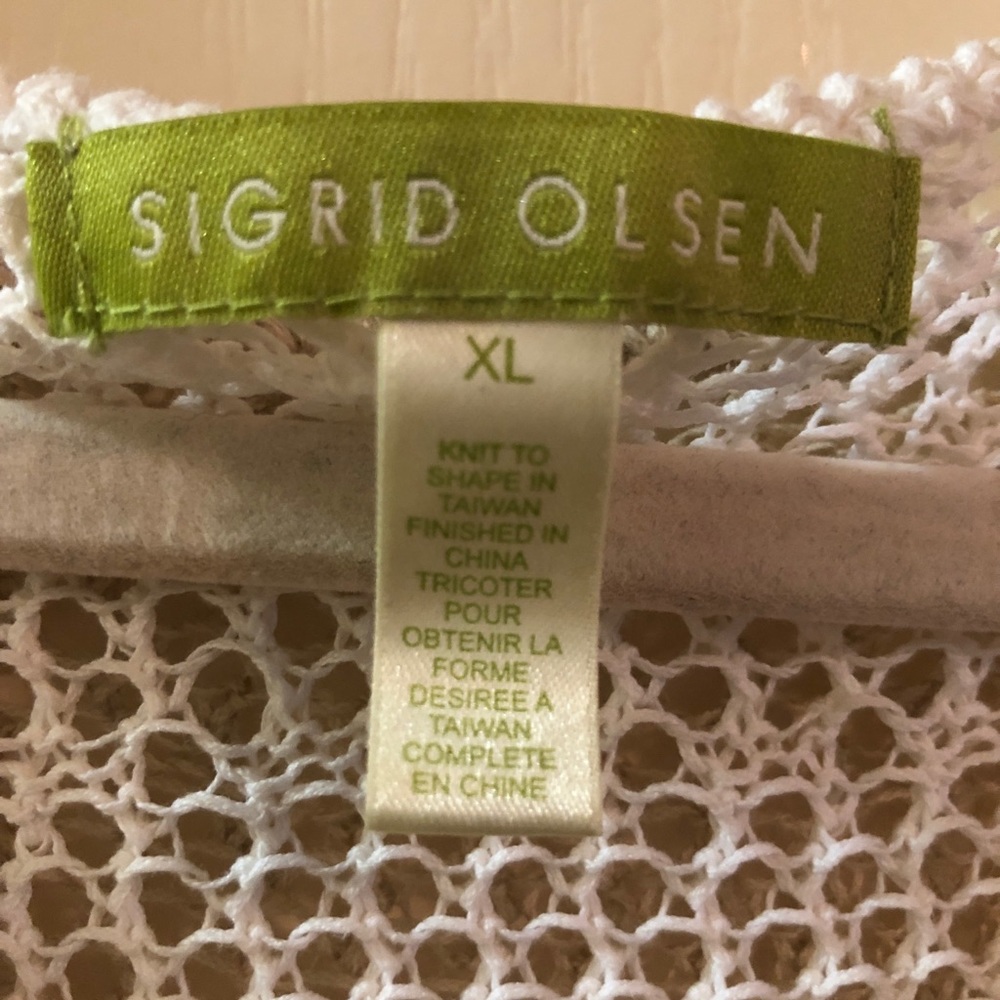 SIGRID OLSEN
XL
KNIT TO
SHAPE IN
TAIWAN
FINISHED IN
CHINA
TRICOTER
POUR
OBTENIR LA
FORME
DESIREE A
TAIWAN
COMPLETE
EN CHINE